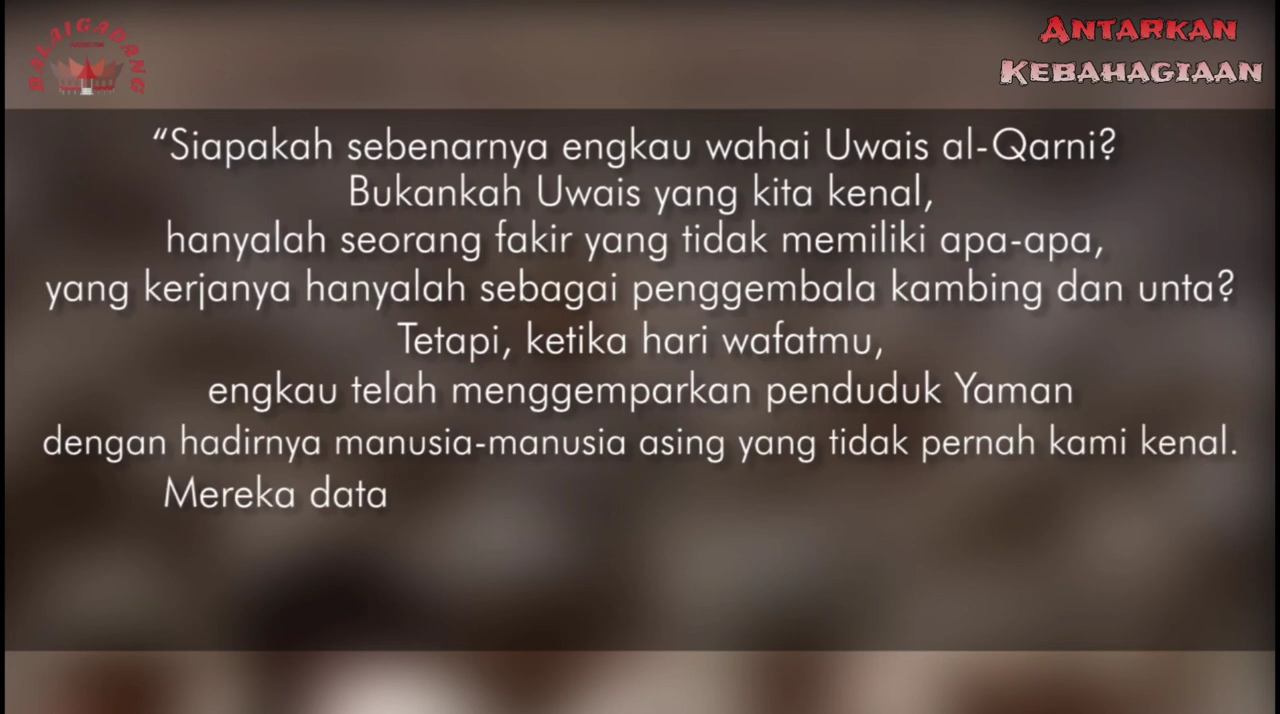 BALAIGADANG
ANTARKAN
KEBAHAGIAAN
“Siapakah sebenarnya engkau wahai Uwais al-Qarni?
Bukankah Uwais yang kita kenal,
hanyalah seorang fakir yang tidak memiliki apa-apa,
yang kerjanya hanyalah sebagai penggembala kambing dan unta?
Tetapi, ketika hari wafatmu,
engkau telah menggemparkan penduduk Yaman
dengan hadirnya manusia-manusia asing yang tidak pernah kami kenal.
Mereka data